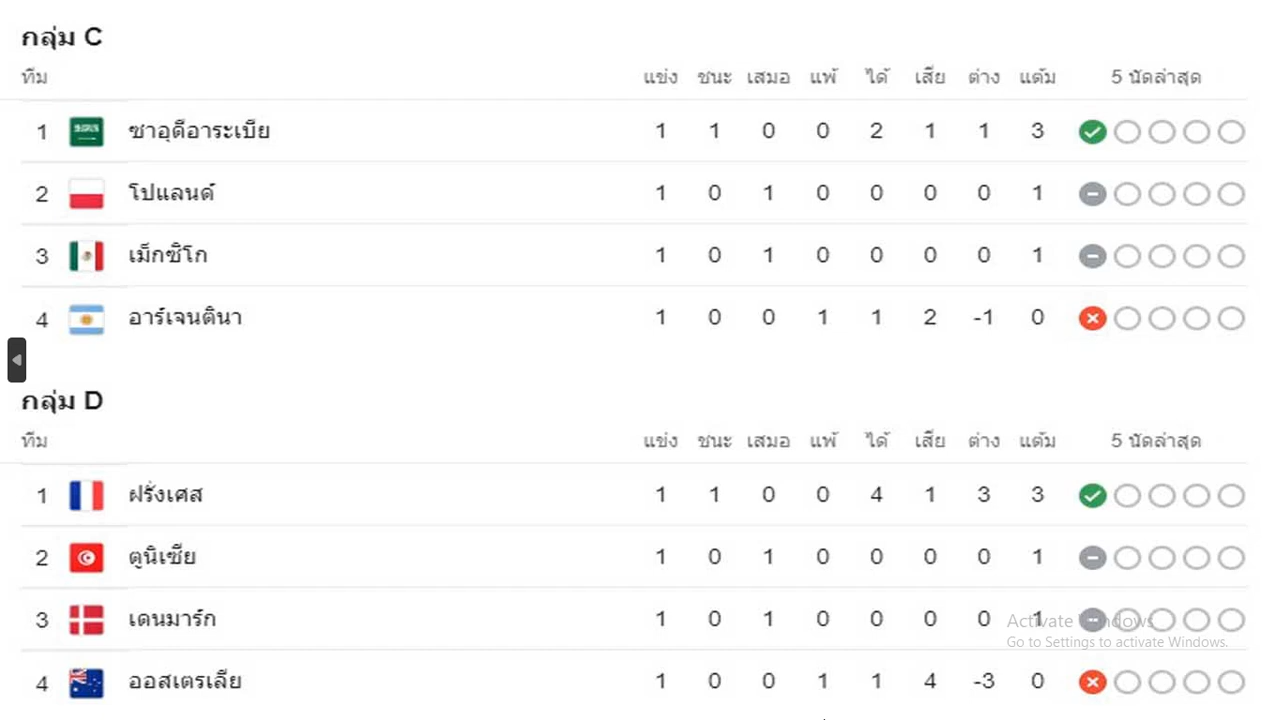 กลุ่ม C
ทีม แข่ง ชนะ เสมอ แพ้ ได้ เสีย ต่าง แต้ม 5 นัดล่าสุด
1 ซาอุดีอาระเบีย 1 1 0 0 2 1 1 3
2 โปแลนด์ 1 0 1 0 0 0 0 1
3 เม็กซิโก 1 0 1 0 0 0 0 1
4 อาร์เจนตินา 1 0 0 1 1 2 -1 0
กลุ่ม D
ทีม แข่ง ชนะ เสมอ แพ้ ได้ เสีย ต่าง แต้ม 5 นัดล่าสุด
1 ฝรั่งเศส 1 1 0 0 4 1 3 3
2 ตูนิเซีย 1 0 1 0 0 0 0 1
3 เดนมาร์ก 1 0 1 0 0 0 0 1
Activate Windows
Go to Settings to activate Windows.
4 ออสเตรเลีย 1 0 0 1 1 4 -3 0